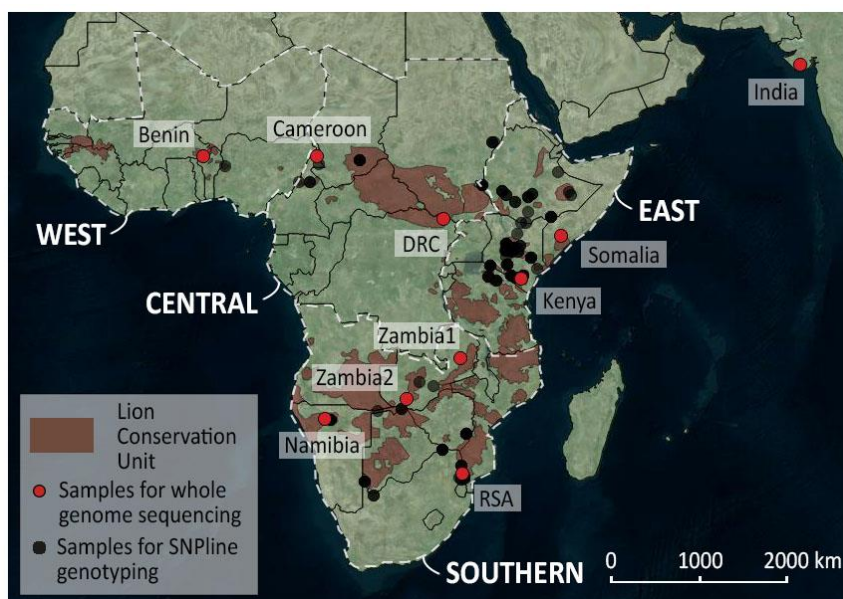 India
Benin
Cameroon
WEST
DRC
EAST
Somalia
CENTRAL
Kenya
Zambia1
Zambia2
Namibia
RSA
SOUTHERN
Lion
Conservation
Unit
Samples for whole
genome sequencing
Samples for SNPline
genotyping
0 1000 2000 km